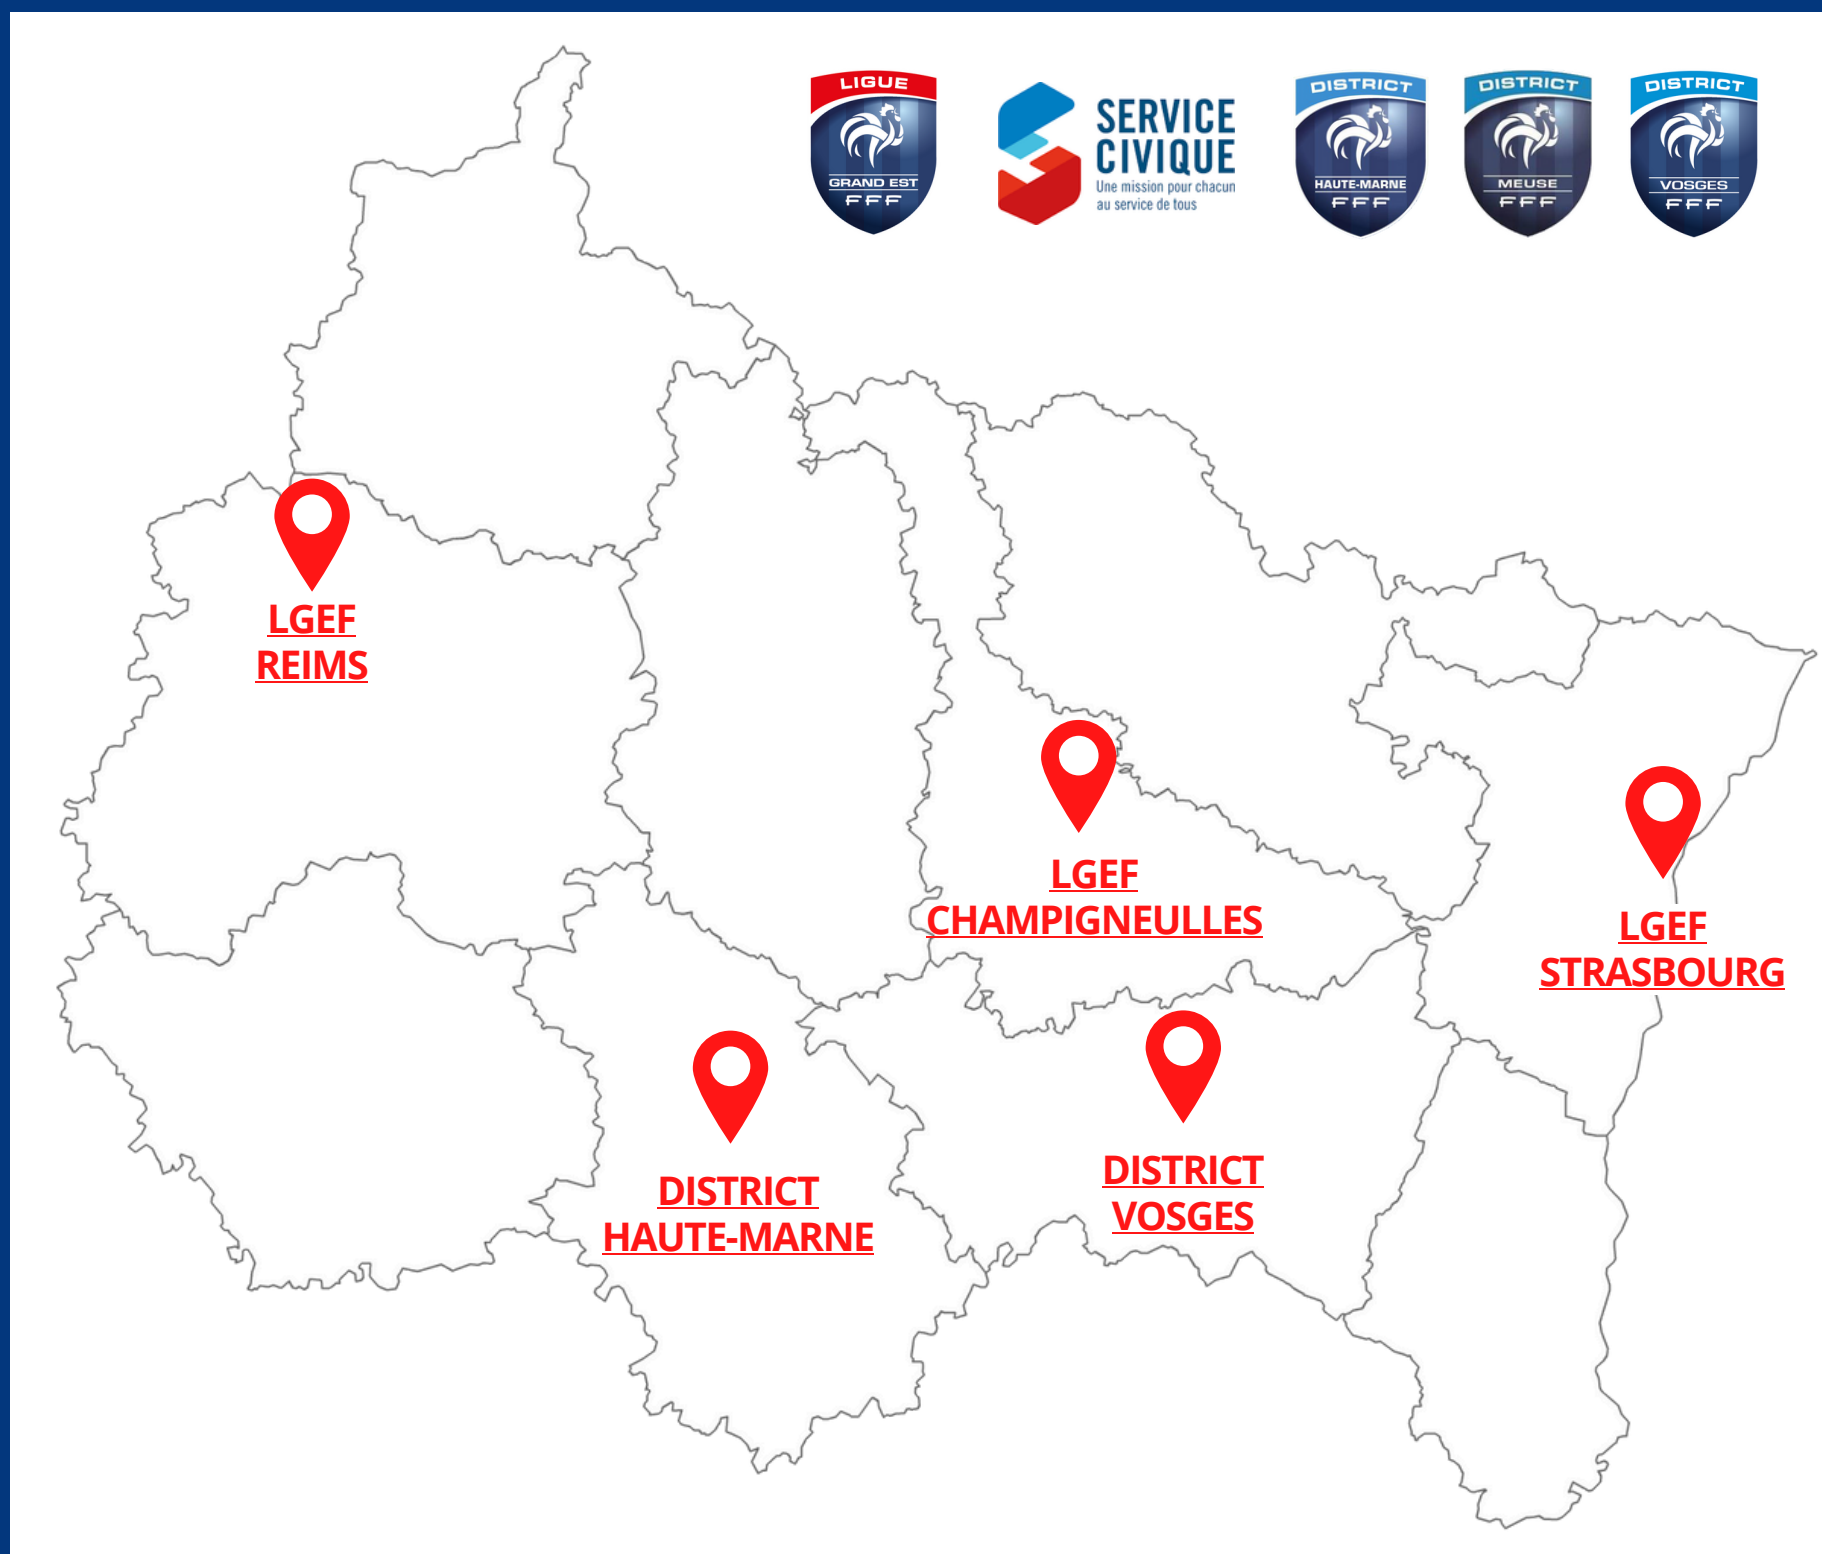 LIGUE
GRAND EST
FFF
SERVICE
CIVIQUE
Une mission pour chacun
au service de tous
DISTRICT
HAUTE-MARNE
FFF
DISTRICT
MEUSE
FFF
DISTRICT
VOSGES
FFF
LGEF
REIMS
LGEF
CHAMPIGNEULLES
LGEF
STRASBOURG
DISTRICT
HAUTE-MARNE
DISTRICT
VOSGES